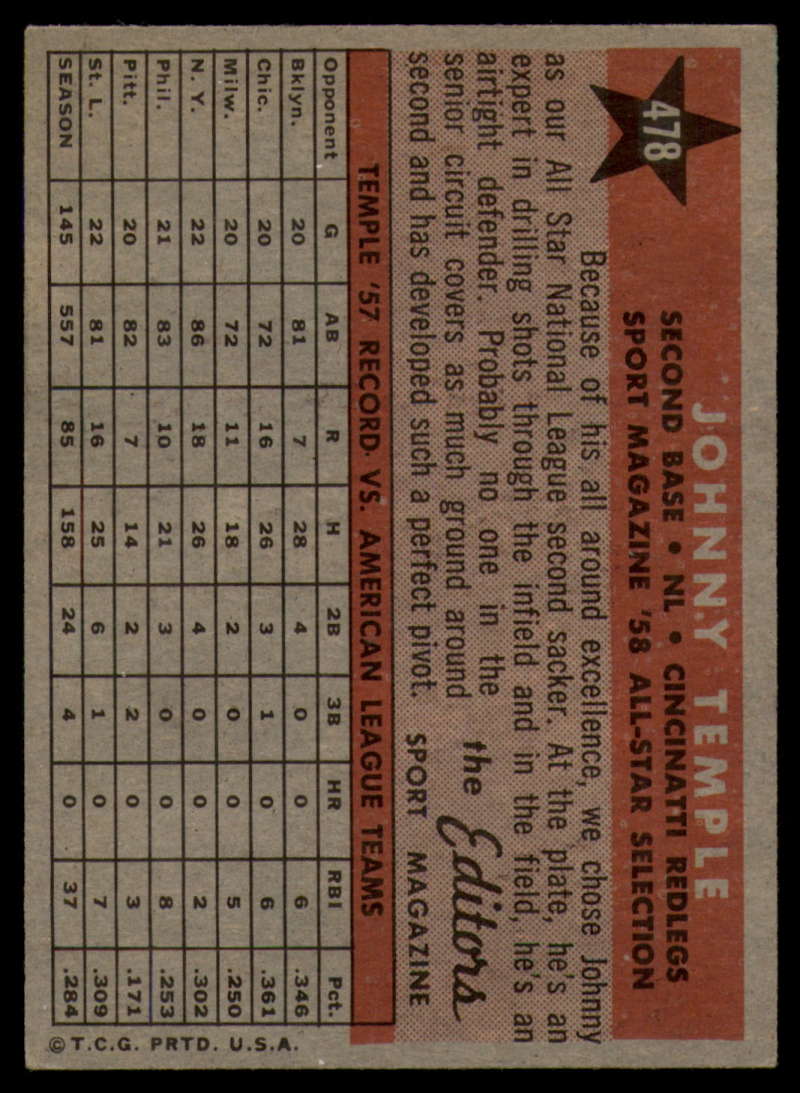 478
JOHNNY TEMPLE
SECOND BASE • NL • CINCINATTI REDLEGS
SPORT MAGAZINE '58 ALL-STAR SELECTION
Because of his all around excellence, we chose Johnny
as our All Star National League second sacker. At the plate, he's an
expert in drilling shots through the infield and in the field, he's an
airtight defender. Probably no one in the
senior circuit covers as much ground around
second and has developed such a perfect pivot.
the Editors
SPORT MAGAZINE
TEMPLE '57 RECORD VS. AMERICAN LEAGUE TEAMS
Opponent G AB R H 2B 3B HR RBI Pct.
Bklyn. 20 81 7 28 4 0 0 6 .346
Chic. 20 72 16 26 3 1 0 6 .361
Milw. 20 72 11 18 2 0 0 5 .250
N. Y. 22 86 18 26 4 0 0 2 .302
Phil. 21 83 10 21 3 0 0 8 .253
Pitt. 20 82 7 14 2 2 0 3 .171
St. L. 22 81 16 25 6 1 0 7 .309
SEASON 145 557 85 158 24 4 0 37 .284
© T.C.G. PRTD. U.S.A.